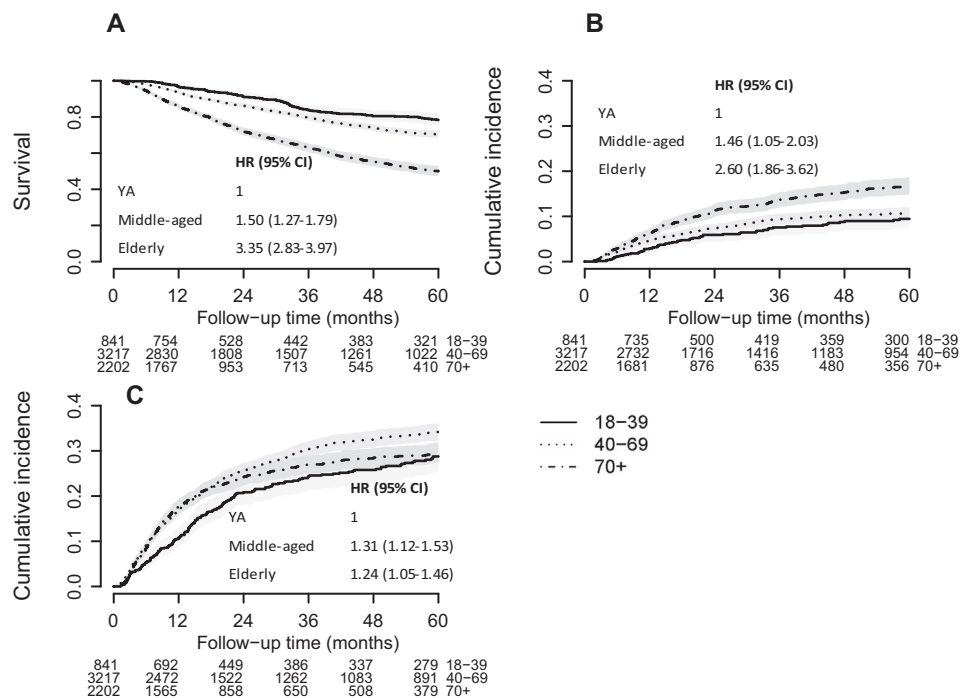 A
Survival
0.0 0.4 0.8
HR (95% CI)
YA 1
Middle-aged 1.50 (1.27-1.79)
Elderly 3.35 (2.83-3.97)
0 12 24 36 48 60
Follow−up time (months)
841 754 528 442 383 321 18−39
3217 2830 1808 1507 1261 1022 40−69
2202 1767 953 713 545 410 70+
B
Cumulative incidence
0.0 0.1 0.2 0.3 0.4
HR (95% CI)
YA 1
Middle-aged 1.46 (1.05-2.03)
Elderly 2.60 (1.86-3.62)
0 12 24 36 48 60
Follow−up time (months)
841 735 500 419 359 300 18−39
3217 2732 1716 1416 1183 954 40−69
2202 1681 876 635 480 356 70+
C
Cumulative incidence
0.0 0.1 0.2 0.3 0.4
HR (95% CI)
YA 1
Middle-aged 1.31 (1.12-1.53)
Elderly 1.24 (1.05-1.46)
0 12 24 36 48 60
Follow−up time (months)
841 692 449 386 337 279 18−39
3217 2472 1522 1262 1083 891 40−69
2202 1565 858 650 508 379 70+
18−39
40−69
70+